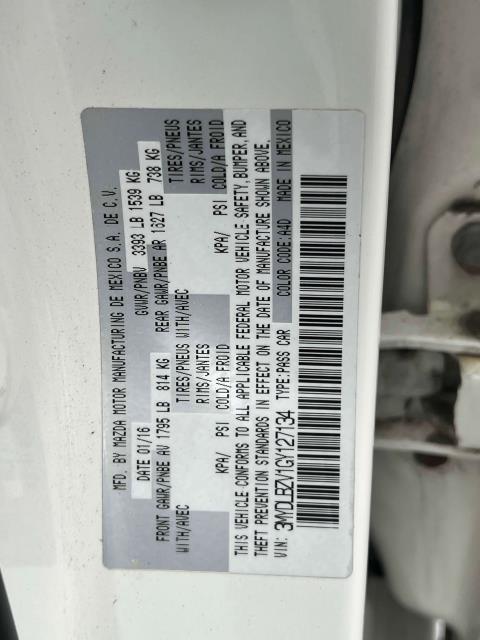 MFD. BY MAZDA MOTOR MANUFACTURING DE MEXICO S.A. DE C.V.
DATE 01/16 GVWR/PNBV 3393 LB 1539 KG
FRONT GAWR/PNBE AV 1795 LB 814 KG REAR GAWR/PNBE AR 1627 LB 738 KG
WITH/AVEC TIRES/PNEUS WITH/AVEC TIRES/PNEUS
RIMS/JANTES RIMS/JANTES
KPA/ PSI COLD/A FROID KPA/ PSI COLD/A FROID
THIS VEHICLE CONFORMS TO ALL APPLICABLE FEDERAL MOTOR VEHICLE SAFETY, BUMPER, AND
THEFT PREVENTION STANDARDS IN EFFECT ON THE DATE OF MANUFACTURE SHOWN ABOVE.
VIN: 3MYDLBZV1GY127134 TYPE:PASS CAR COLOR CODE:A4D MADE IN MEXICO